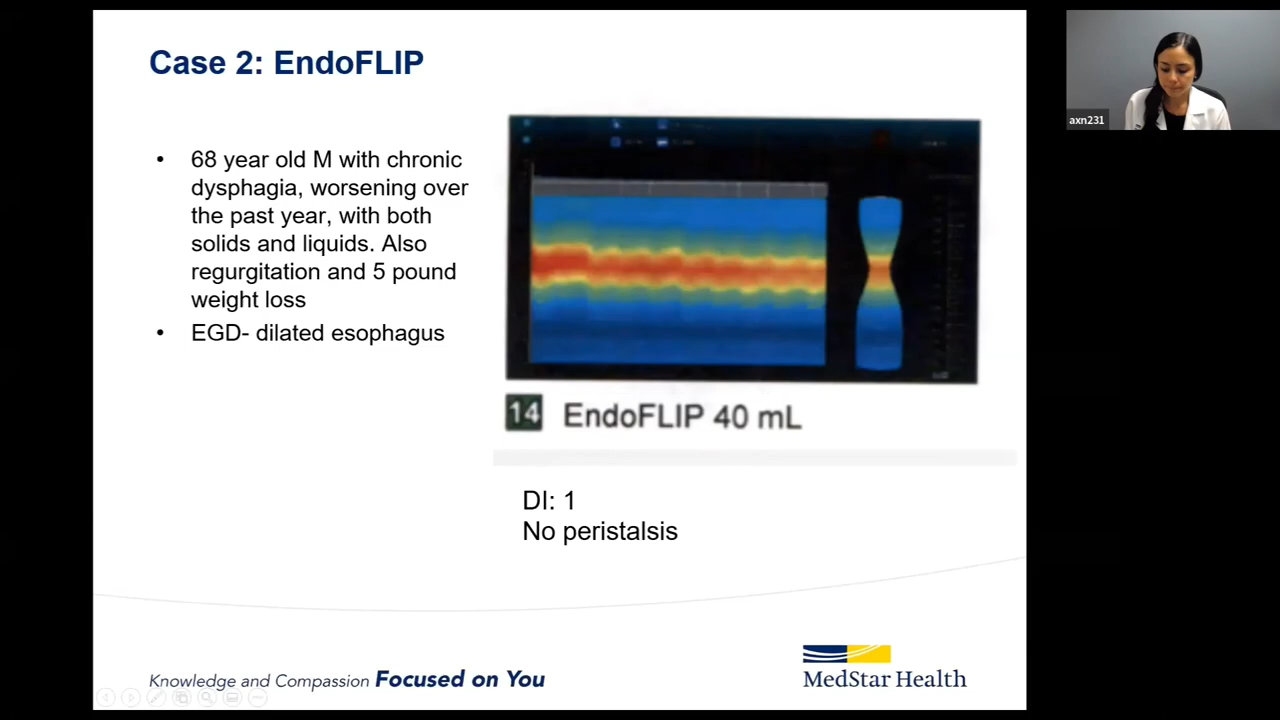 Case 2: EndoFLIP
axn231
• 68 year old M with chronic
dysphagia, worsening over
the past year, with both
solids and liquids. Also
regurgitation and 5 pound
weight loss
• EGD- dilated esophagus
14 EndoFLIP 40 mL
DI: 1
No peristalsis
Knowledge and Compassion Focused on You
MedStar Health